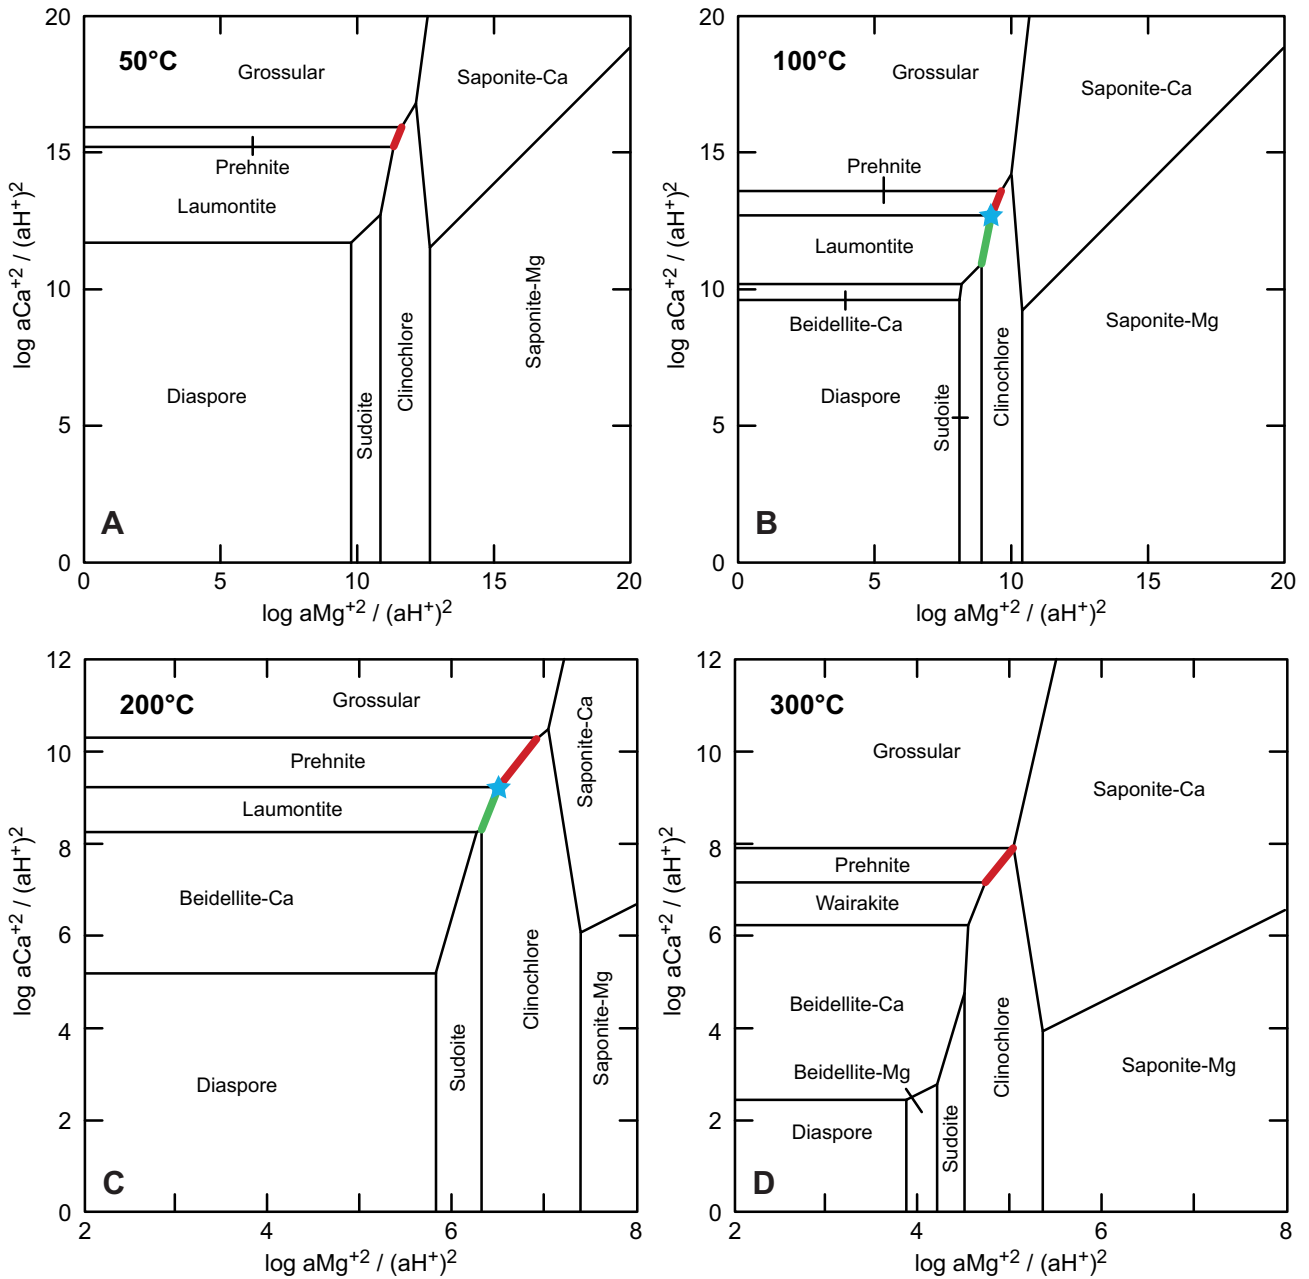 50°C
Grossular
Saponite-Ca
Prehnite
Laumontite
Diaspore
Sudoite
Clinochlore
Saponite-Mg
A
20
15
10
5
0
0
5
10
15
20
log aCa+2 / (aH+)2
log aMg+2 / (aH+)2
100°C
Grossular
Saponite-Ca
Prehnite
Laumontite
Beidellite-Ca
Diaspore
Sudoite
Clinochlore
Saponite-Mg
B
20
15
10
5
0
0
5
10
15
20
log aCa+2 / (aH+)2
log aMg+2 / (aH+)2
200°C
Grossular
Saponite-Ca
Prehnite
Laumontite
Beidellite-Ca
Diaspore
Sudoite
Clinochlore
Saponite-Mg
C
12
10
8
6
4
2
0
2
4
6
8
log aCa+2 / (aH+)2
log aMg+2 / (aH+)2
300°C
Grossular
Saponite-Ca
Prehnite
Wairakite
Beidellite-Ca
Beidellite-Mg
Diaspore
Sudoite
Clinochlore
Saponite-Mg
D
12
10
8
6
4
2
0
2
4
6
8
log aCa+2 / (aH+)2
log aMg+2 / (aH+)2